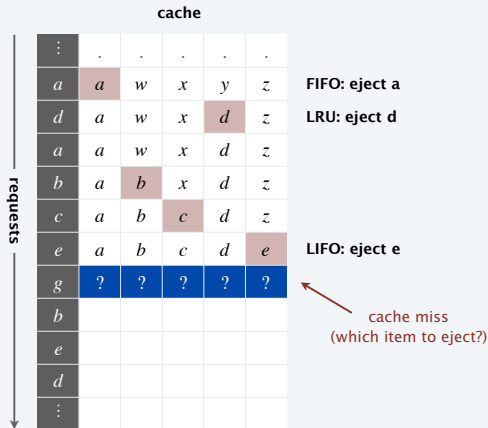 cache
⋮ . . . . .
a a w x y z FIFO: eject a
d a w x d z LRU: eject d
a a w x d z
b a b x d z
c a b c d z
e a b c d e LIFO: eject e
g ? ? ? ? ?
b
e
d
⋮
requests
cache miss
(which item to eject?)